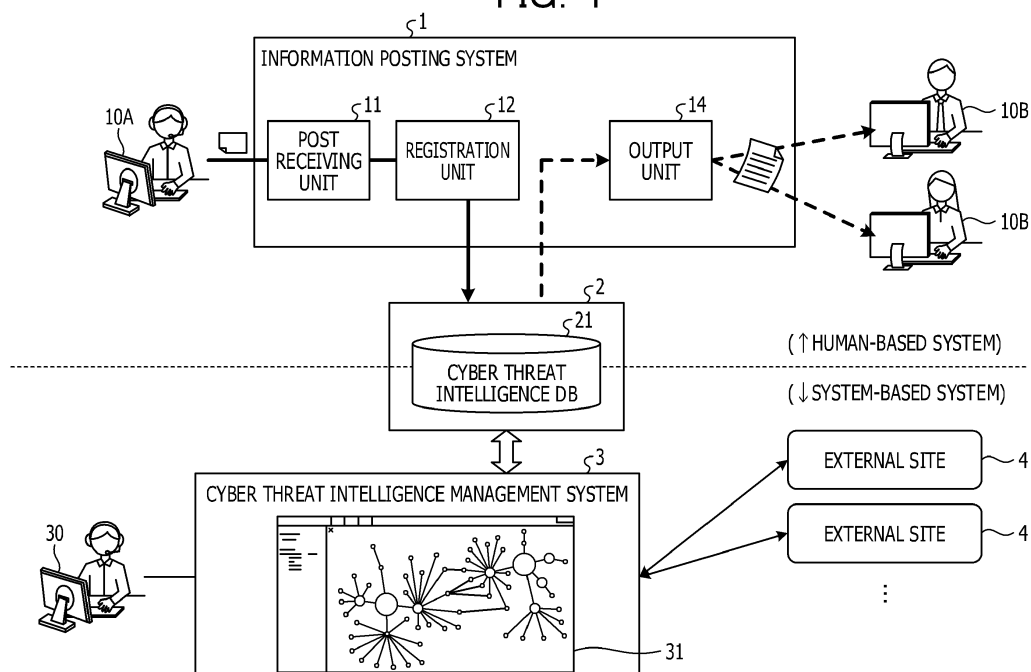 1
INFORMATION POSTING SYSTEM
10A
11
POST
RECEIVING
UNIT
12
REGISTRATION
UNIT
14
OUTPUT
UNIT
10B
10B
2
21
CYBER THREAT
INTELLIGENCE DB
(↑HUMAN-BASED SYSTEM)
(↓SYSTEM-BASED SYSTEM)
3
CYBER THREAT INTELLIGENCE MANAGEMENT SYSTEM
30
31
EXTERNAL SITE
4
EXTERNAL SITE
4
⋮